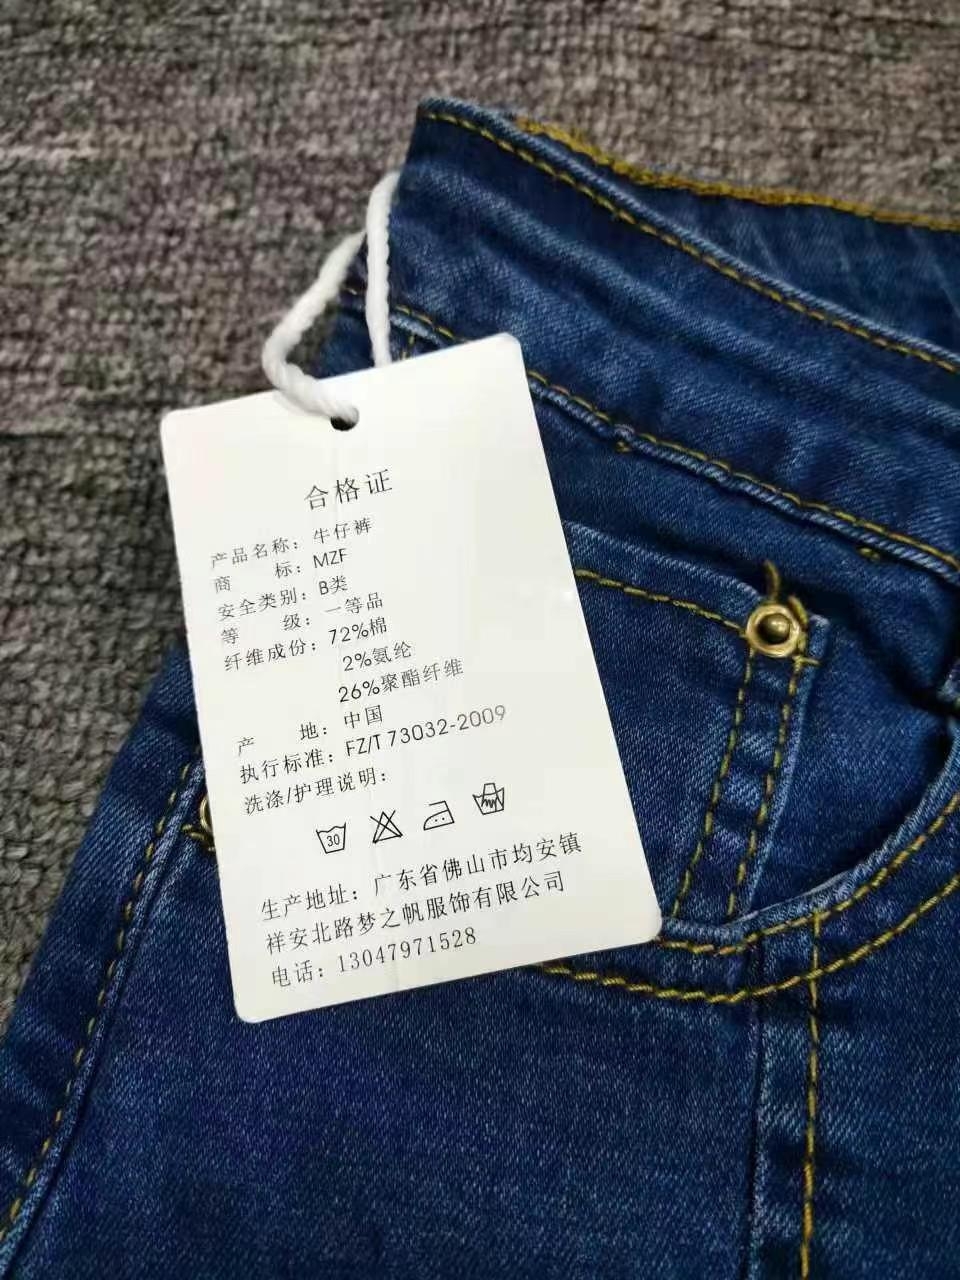 合格证
产品名称：牛仔裤
商　　标：MZF
安全类别：B类
等　　级：一等品
纤维成份：72%棉
2%氨纶
26%聚酯纤维
产　　地：中国
执行标准：FZ/T 73032-2009
洗涤/护理说明：
30
生产地址：广东省佛山市均安镇
祥安北路梦之帆服饰有限公司
电话：13047971528